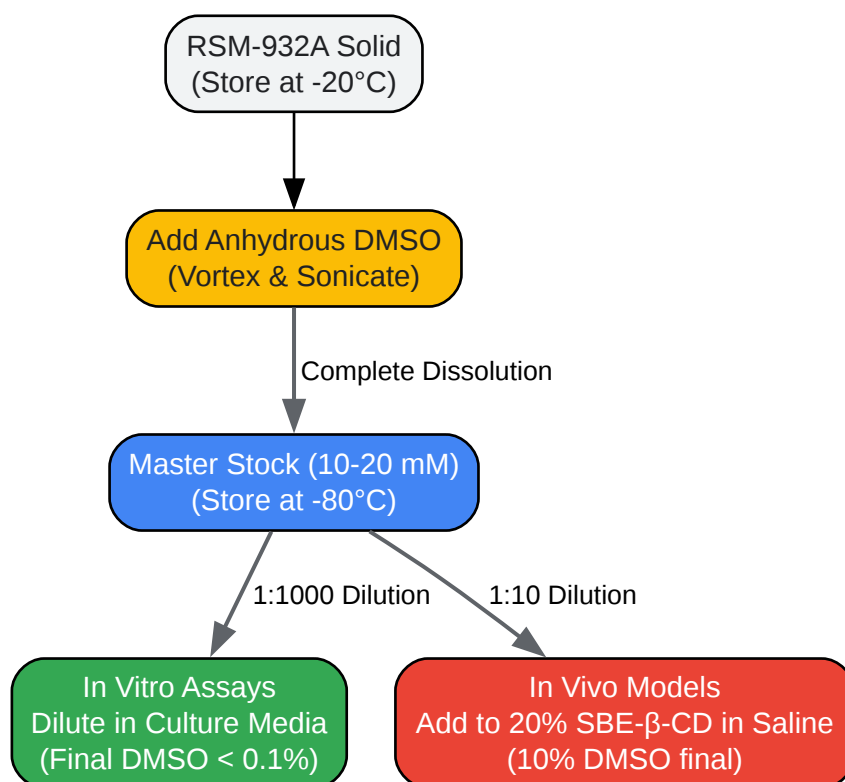 RSM-932A Solid
(Store at -20°C)
Add Anhydrous DMSO
(Vortex & Sonicate)
Complete Dissolution
Master Stock (10-20 mM)
(Store at -80°C)
1:1000 Dilution
1:10 Dilution
In Vitro Assays
Dilute in Culture Media
(Final DMSO < 0.1%)
In Vivo Models
Add to 20% SBE-β-CD in Saline
(10% DMSO final)